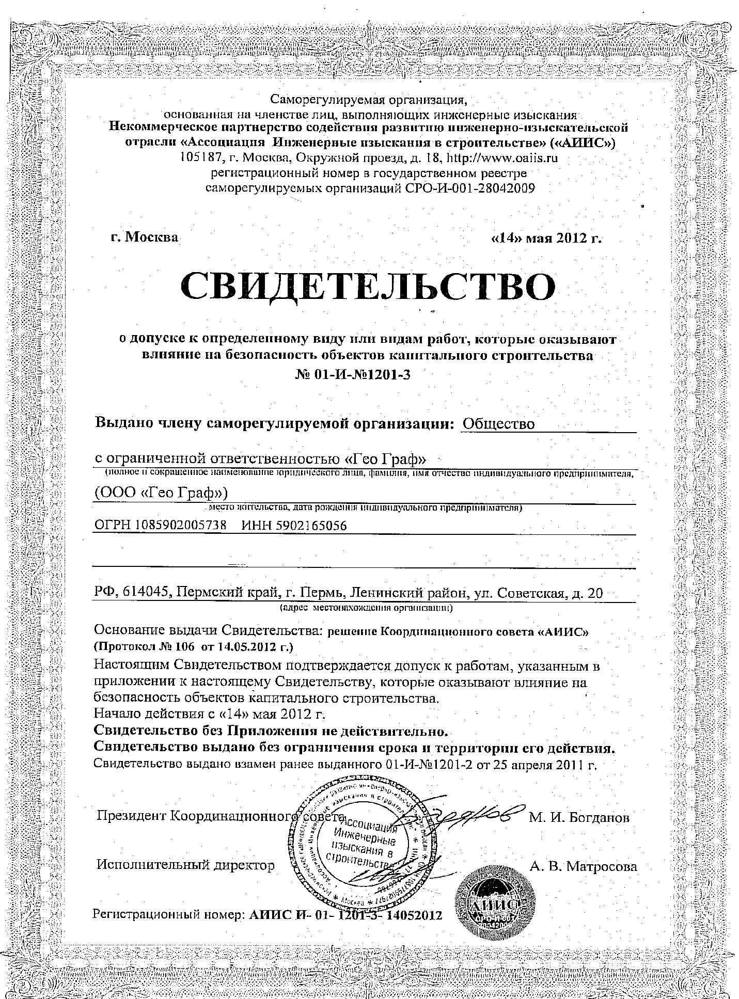 Саморегулируемая организация,
основанная на членстве лиц, выполняющих инженерные изыскания
Некоммерческое партнерство содействия развитию инженерно-изыскательской
отрасли «Ассоциация Инженерные изыскания в строительстве» («АИИС»)
105187, г. Москва, Окружной проезд, д. 18, http://www.oaiis.ru
регистрационный номер в государственном реестре
саморегулируемых организаций СРО-И-001-28042009
г. Москва «14» мая 2012 г.
СВИДЕТЕЛЬСТВО
о допуске к определенному виду или видам работ, которые оказывают
влияние на безопасность объектов капитального строительства
№ 01-И-№1201-3
Выдано члену саморегулируемой организации: Общество
с ограниченной ответственностью «Гео Граф»
(полное и сокращенное наименование юридического лица, фамилия, имя отчество индивидуального предпринимателя,
(ООО «Гео Граф»)
место жительства, дата рождения индивидуального предпринимателя)
ОГРН 1085902005738 ИНН 5902165056
РФ, 614045, Пермский край, г. Пермь, Ленинский район, ул. Советская, д. 20
(адрес местонахождения организации)
Основание выдачи Свидетельства: решение Координационного совета «АИИС»
(Протокол № 106 от 14.05.2012 г.)
Настоящим Свидетельством подтверждается допуск к работам, указанным в
приложении к настоящему Свидетельству, которые оказывают влияние на
безопасность объектов капитального строительства.
Начало действия с «14» мая 2012 г.
Свидетельство без Приложения не действительно.
Свидетельство выдано без ограничения срока и территории его действия.
Свидетельство выдано взамен ранее выданного 01-И-№1201-2 от 25 апреля 2011 г.
Президент Координационного совета М. И. Богданов
Ассоциация
Инженерные
изыскания в
строительстве
Исполнительный директор А. В. Матросова
АИИС
Регистрационный номер: АИИС И- 01- 1201-3- 14052012